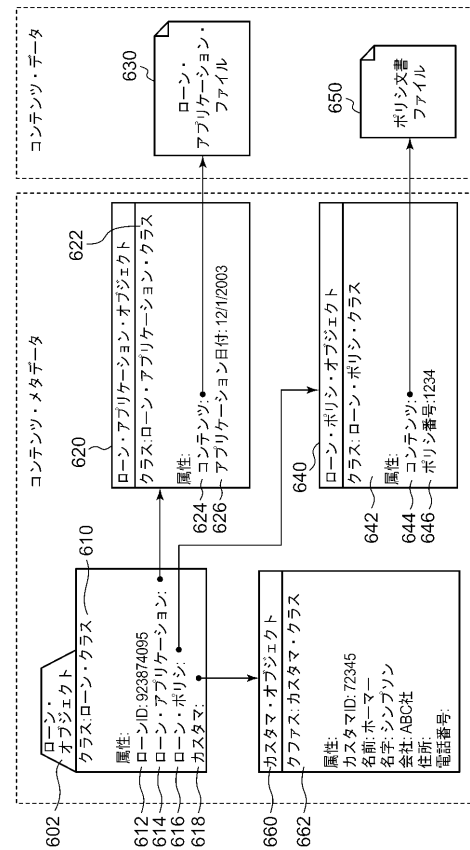 コンテンツ・メタデータ
コンテンツ・データ
602
ローン・
オブジェクト
クラス:ローン・クラス
610
属性:
612
ローンID: 923874095
614
ローン・アプリケーション:
616
ローン・ポリシ:
618
カスタマ:
620
ローン・アプリケーション・オブジェクト
クラス:ローン・アプリケーション・クラス
622
属性:
624
コンテンツ:
626
アプリケーション日付: 12/1/2003
630
ローン・
アプリケーション・
ファイル
660
カスタマ・オブジェクト
662
クファス: カスタマ・クラス
属性:
カスタマID: 72345
名前: ホーマー
名字: シンプソン
会社: ABC社
住所:
電話番号:
640
ローン・ポリシ・オブジェクト
クラス: ローン・ポリシ・クラス
642
属性:
644
コンテンツ:
646
ポリシ番号:1234
650
ポリシ文書
ファイル